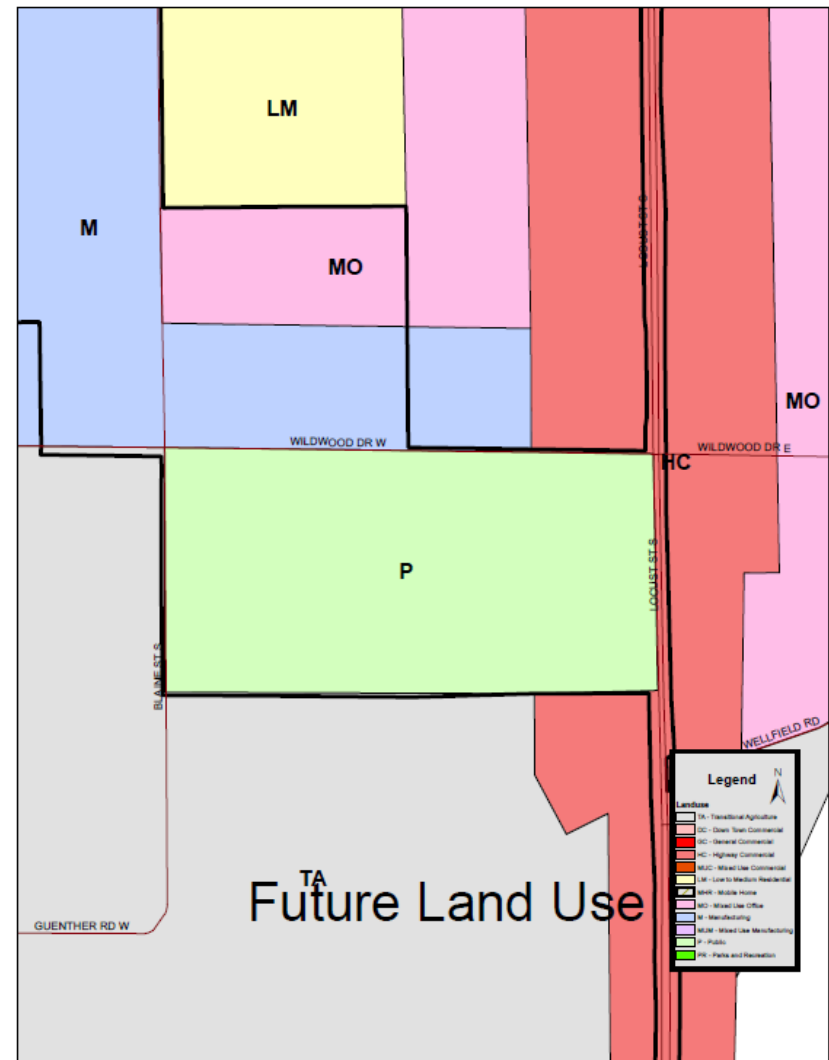 LM
M
LOCUST ST S
MO
MO
WILDWOOD DR W
WILDWOOD DR E
HC
P
LOCUST ST S
BLAINE ST S
WELLFIELD RD
Legend
N
Landuse
TA - Transitional Agriculture
DC - Down Town Commercial
GC - General Commercial
HC - Highway Commercial
MUC - Mixed Use Commercial
LM - Low to Medium Residential
MHR - Mobile Home
MO - Mixed Use Office
M - Manufacturing
MUM - Mixed Use Manufacturing
P - Public
PR - Parks and Recreation
TA
Future Land Use
GUENTHER RD W